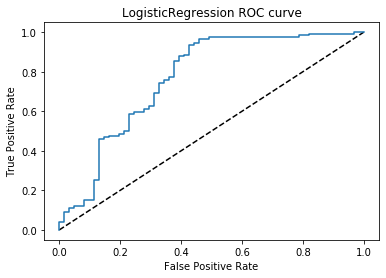 LogisticRegression ROC curve
1.0
0.8
0.6
0.4
0.2
0.0
True Positive Rate
0.0 0.2 0.4 0.6 0.8 1.0
False Positive Rate